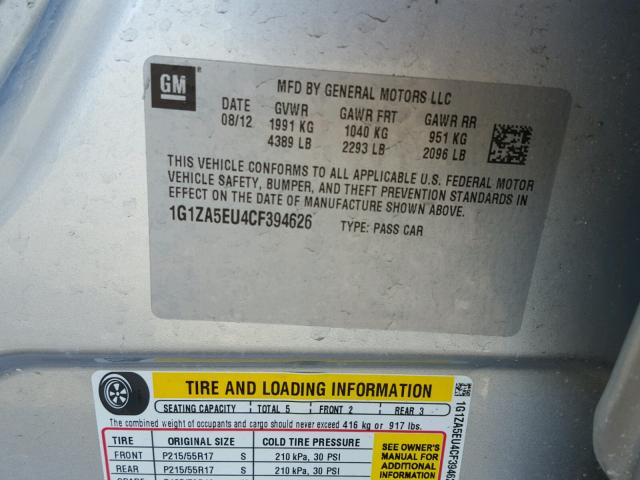 GM
MFD BY GENERAL MOTORS LLC
DATE GVWR GAWR FRT GAWR RR
08/12 1991 KG 1040 KG 951 KG
4389 LB 2293 LB 2096 LB
THIS VEHICLE CONFORMS TO ALL APPLICABLE U.S. FEDERAL MOTOR
VEHICLE SAFETY, BUMPER, AND THEFT PREVENTION STANDARDS IN
EFFECT ON THE DATE OF MANUFACTURE SHOWN ABOVE.
1G1ZA5EU4CF394626 TYPE: PASS CAR
TIRE AND LOADING INFORMATION
SEATING CAPACITY TOTAL 5 FRONT 2 REAR 3
The combined weight of occupants and cargo should never exceed 416 kg or 917 lbs.
TIRE ORIGINAL SIZE COLD TIRE PRESSURE
FRONT P215/55R17 S 210 kPa, 30 PSI
REAR P215/55R17 S 210 kPa, 30 PSI
SEE OWNER'S
MANUAL FOR
ADDITIONAL
INFORMATION
1G1ZA5EU4CF394626